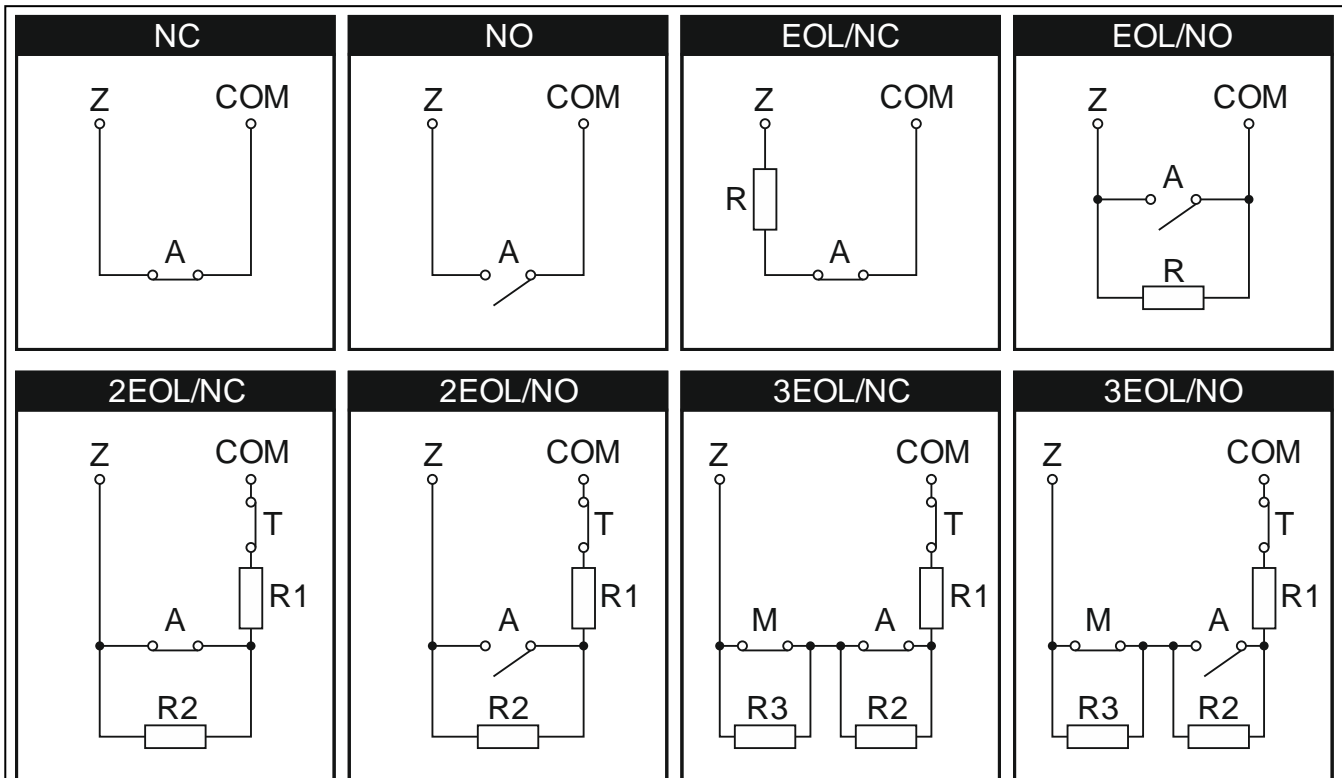 NC
NO
EOL/NC
EOL/NO
Z COM
A
Z COM
A
Z COM
R
A
Z COM
A
R
2EOL/NC
2EOL/NO
3EOL/NC
3EOL/NO
Z COM
T
R1
A
R2
Z COM
T
R1
A
R2
Z COM
T
R1
M A
R3 R2
Z COM
T
R1
M A
R3 R2